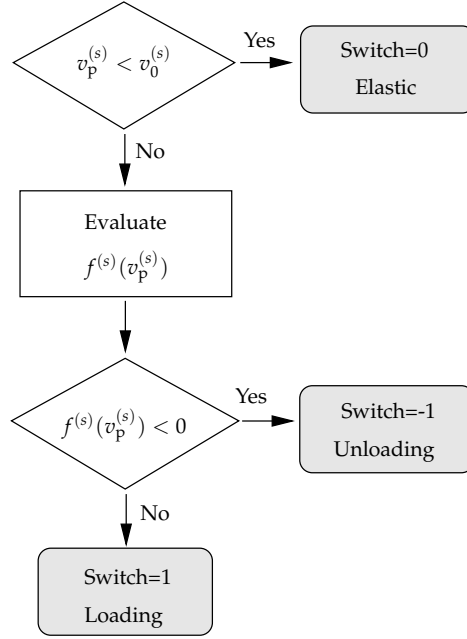 v_p^{(s)} < v_0^{(s)}
Yes
Switch=0
Elastic
No
Evaluate
f^{(s)}(v_p^{(s)})
f^{(s)}(v_p^{(s)}) < 0
Yes
Switch=-1
Unloading
No
Switch=1
Loading